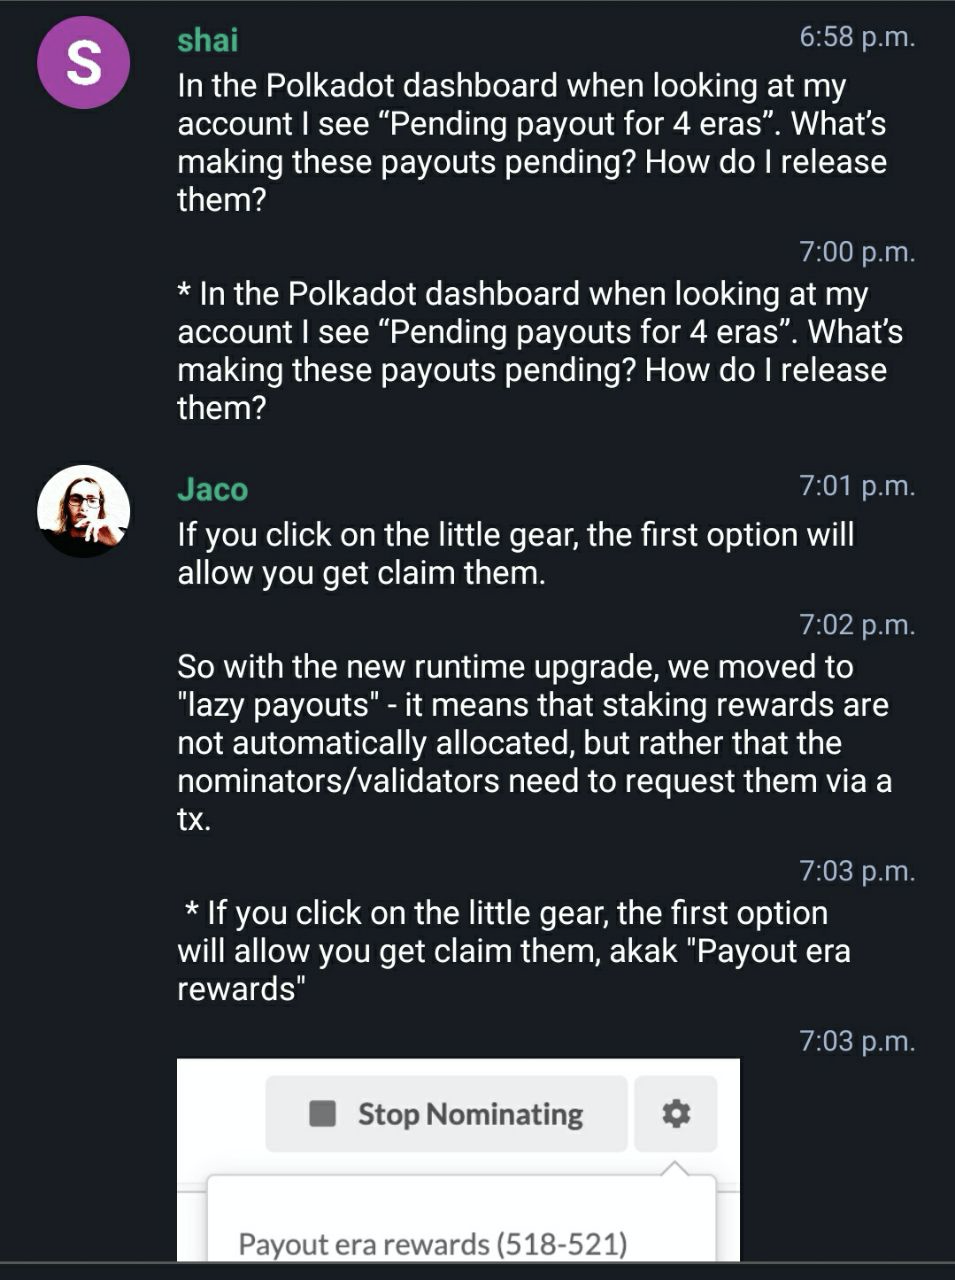 S
shai
6:58 p.m.
In the Polkadot dashboard when looking at my
account I see “Pending payout for 4 eras”. What’s
making these payouts pending? How do I release
them?
7:00 p.m.
* In the Polkadot dashboard when looking at my
account I see “Pending payouts for 4 eras”. What’s
making these payouts pending? How do I release
them?
Jaco
7:01 p.m.
If you click on the little gear, the first option will
allow you get claim them.
7:02 p.m.
So with the new runtime upgrade, we moved to
"lazy payouts" - it means that staking rewards are
not automatically allocated, but rather that the
nominators/validators need to request them via a
tx.
7:03 p.m.
* If you click on the little gear, the first option
will allow you get claim them, akak "Payout era
rewards"
7:03 p.m.
Stop Nominating
Payout era rewards (518-521)